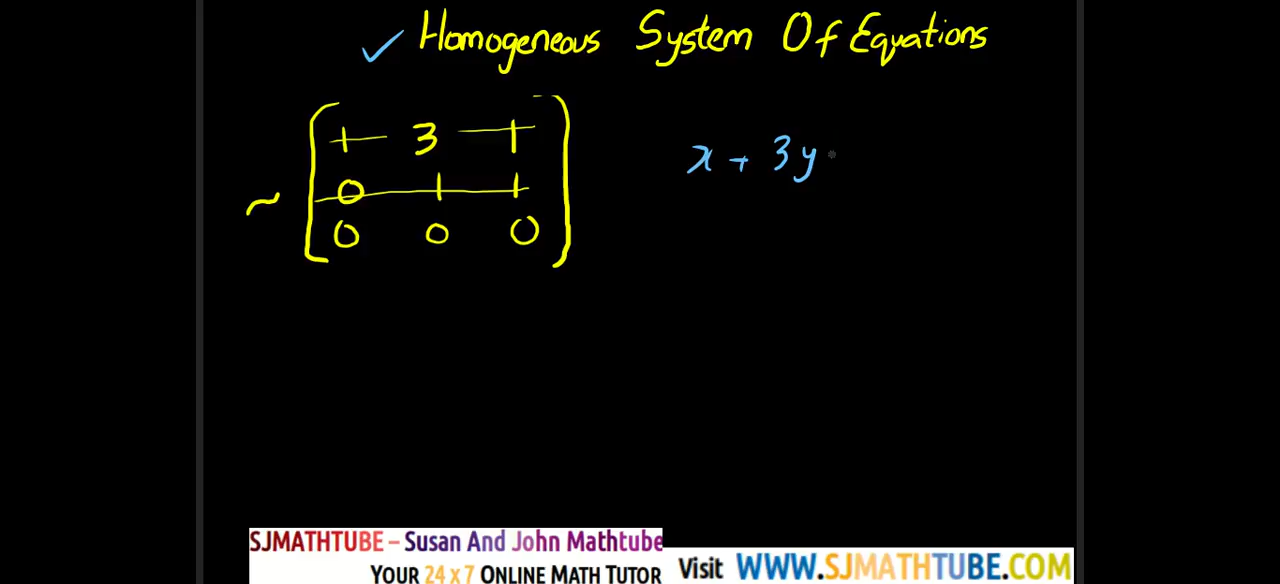 ✓ Homogeneous System Of Equations
1 3 1
0 1 1
~
0 0 0
x + 3y
SJMATHTUBE – Susan And John Mathtube
YOUR 24 x 7 ONLINE MATH TUTOR
Visit WWW.SJMATHTUBE.COM